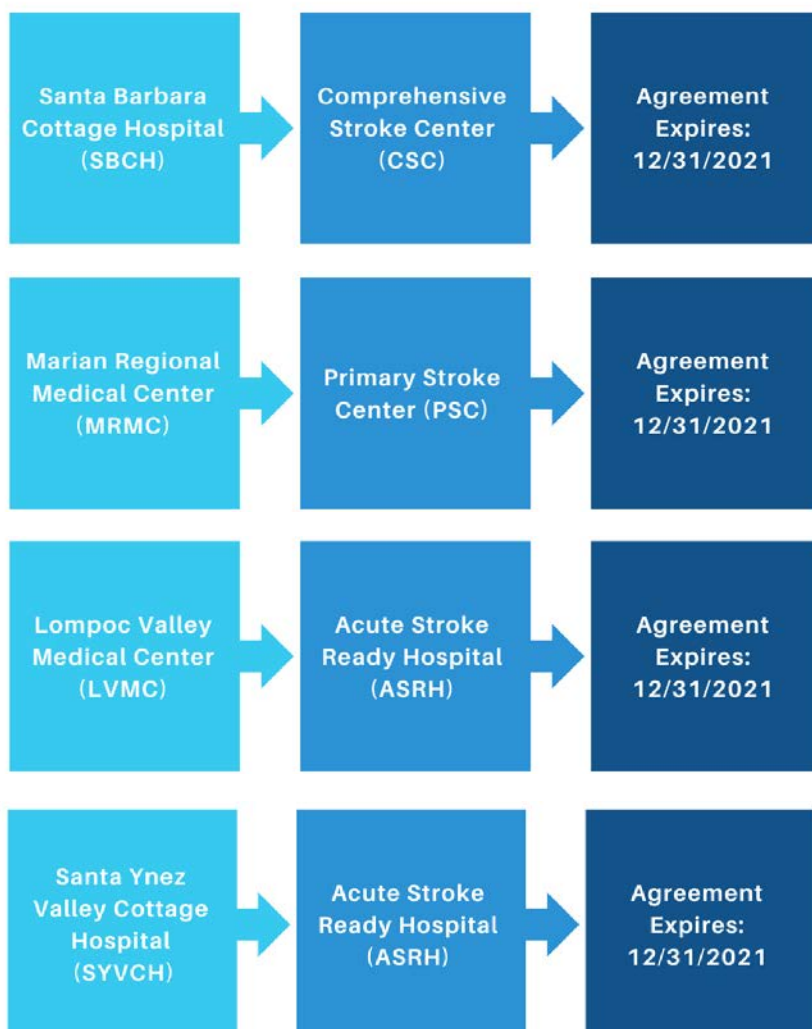 Santa Barbara
Cottage Hospital
(SBCH)
Comprehensive
Stroke Center
(CSC)
Agreement
Expires:
12/31/2021
Marian Regional
Medical Center
(MRMC)
Primary Stroke
Center (PSC)
Agreement
Expires:
12/31/2021
Lompoc Valley
Medical Center
(LVMC)
Acute Stroke
Ready Hospital
(ASRH)
Agreement
Expires:
12/31/2021
Santa Ynez
Valley Cottage
Hospital
(SYVCH)
Acute Stroke
Ready Hospital
(ASRH)
Agreement
Expires:
12/31/2021